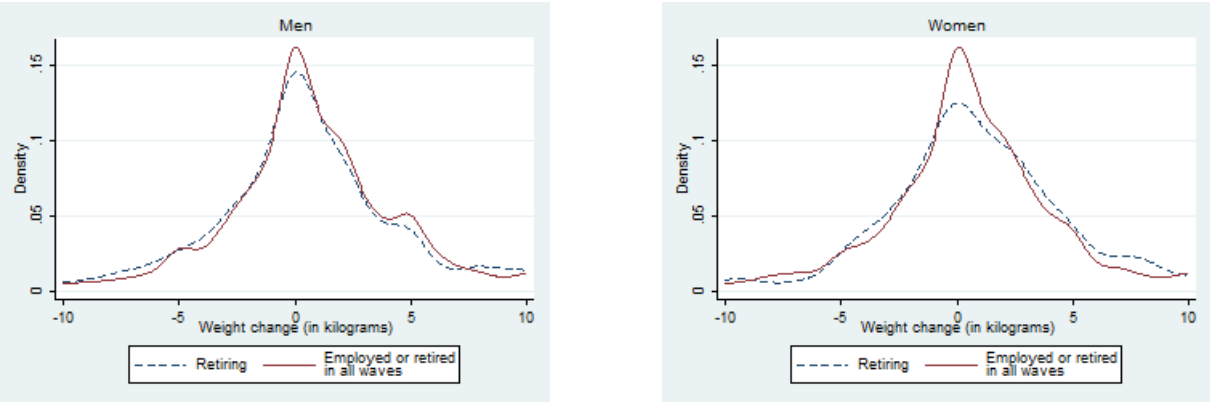 Men
Density
0
.05
.1
.15
-10
-5
0
5
10
Weight change (in kilograms)
Retiring
Employed or retired
in all waves
Women
Density
0
.05
.1
.15
-10
-5
0
5
10
Weight change (in kilograms)
Retiring
Employed or retired
in all waves